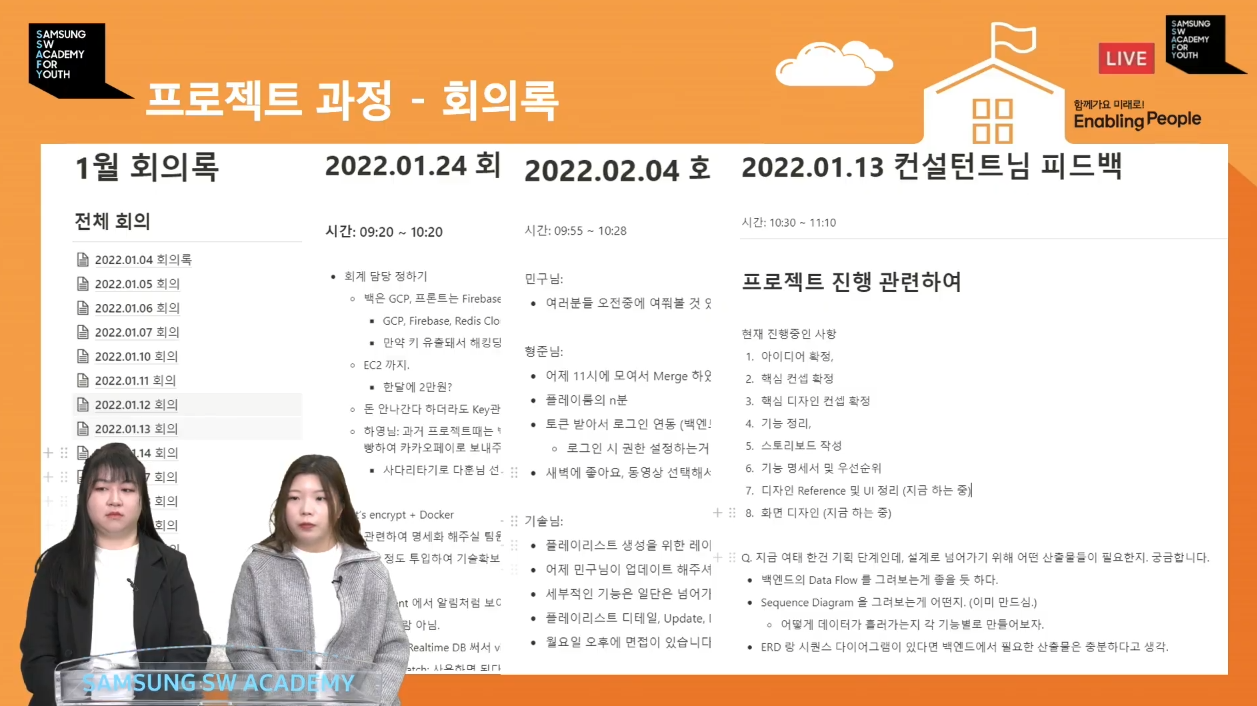 SAMSUNG
SW
ACADEMY
FOR
YOUTH
프로젝트 과정 - 회의록
LIVE
SAMSUNG
SW
ACADEMY
FOR
YOUTH
함께가요 미래로!
Enabling People
1월 회의록
전체 회의
2022.01.04 회의록
2022.01.05 회의
2022.01.06 회의
2022.01.07 회의
2022.01.10 회의
2022.01.11 회의
2022.01.12 회의
2022.01.13 회의
.14 회의
7 회의
회의
회의
2022.01.24 회
시간: 09:20 ~ 10:20
회계 담당 정하기
백은 GCP, 프론트는 Firebase
GCP, Firebase, Redis Clo
만약 키 유출돼서 해킹당
EC2 까지,
한달에 2만원?
돈 안나간다 하더라도 Key관
하영님: 과거 프로젝트때는
빵하여 카카오페이로 보내주
사다리타기로 다훈님 선
's encrypt + Docker
관련하여 명세화 해주실 팀원
정도 투입하여 기술확보
ent 에서 알림처럼 보이
람 아님.
Realtime DB 써서 v
atch: 사용하면 된다
2022.02.04 회
시간: 09:55 ~ 10:28
민구님:
여러분들 오전중에 여쭤볼 것 있
형준님:
어제 11시에 모여서 Merge 하였
플레이룸의 n분
토큰 받아서 로그인 연동 (백엔
로그인 시 권한 설정하는거
새벽에 좋아요, 동영상 선택해서
기술님:
플레이리스트 생성을 위한 레이
어제 민구님이 업데이트 해주셔
세부적인 기능은 일단은 넘어가
플레이리스트 디테일, Update,
월요일 오후에 면접이 있습니다
2022.01.13 컨설턴트님 피드백
시간: 10:30 ~ 11:10
프로젝트 진행 관련하여
현재 진행중인 사항
1. 아이디어 확정,
2. 핵심 컨셉 확정
3. 핵심 디자인 컨셉 확정
4. 기능 정리,
5. 스토리보드 작성
6. 기능 명세서 및 우선순위
7. 디자인 Reference 및 UI 정리 (지금 하는 중)
8. 화면 디자인 (지금 하는 중)
Q. 지금 여태 한건 기획 단계인데, 설계로 넘어가기 위해 어떤 산출물들이 필요한지. 궁금합니다.
백엔드의 Data Flow 를 그려보는게 좋을 듯 하다.
Sequence Diagram 을 그려보는게 어떤지. (이미 만드심.)
어떻게 데이터가 흘러가는지 각 기능별로 만들어보자.
ERD 랑 시퀀스 다이어그램이 있다면 백엔드에서 필요한 산출물은 충분하다고 생각.
SAMSUNG SW ACADEMY